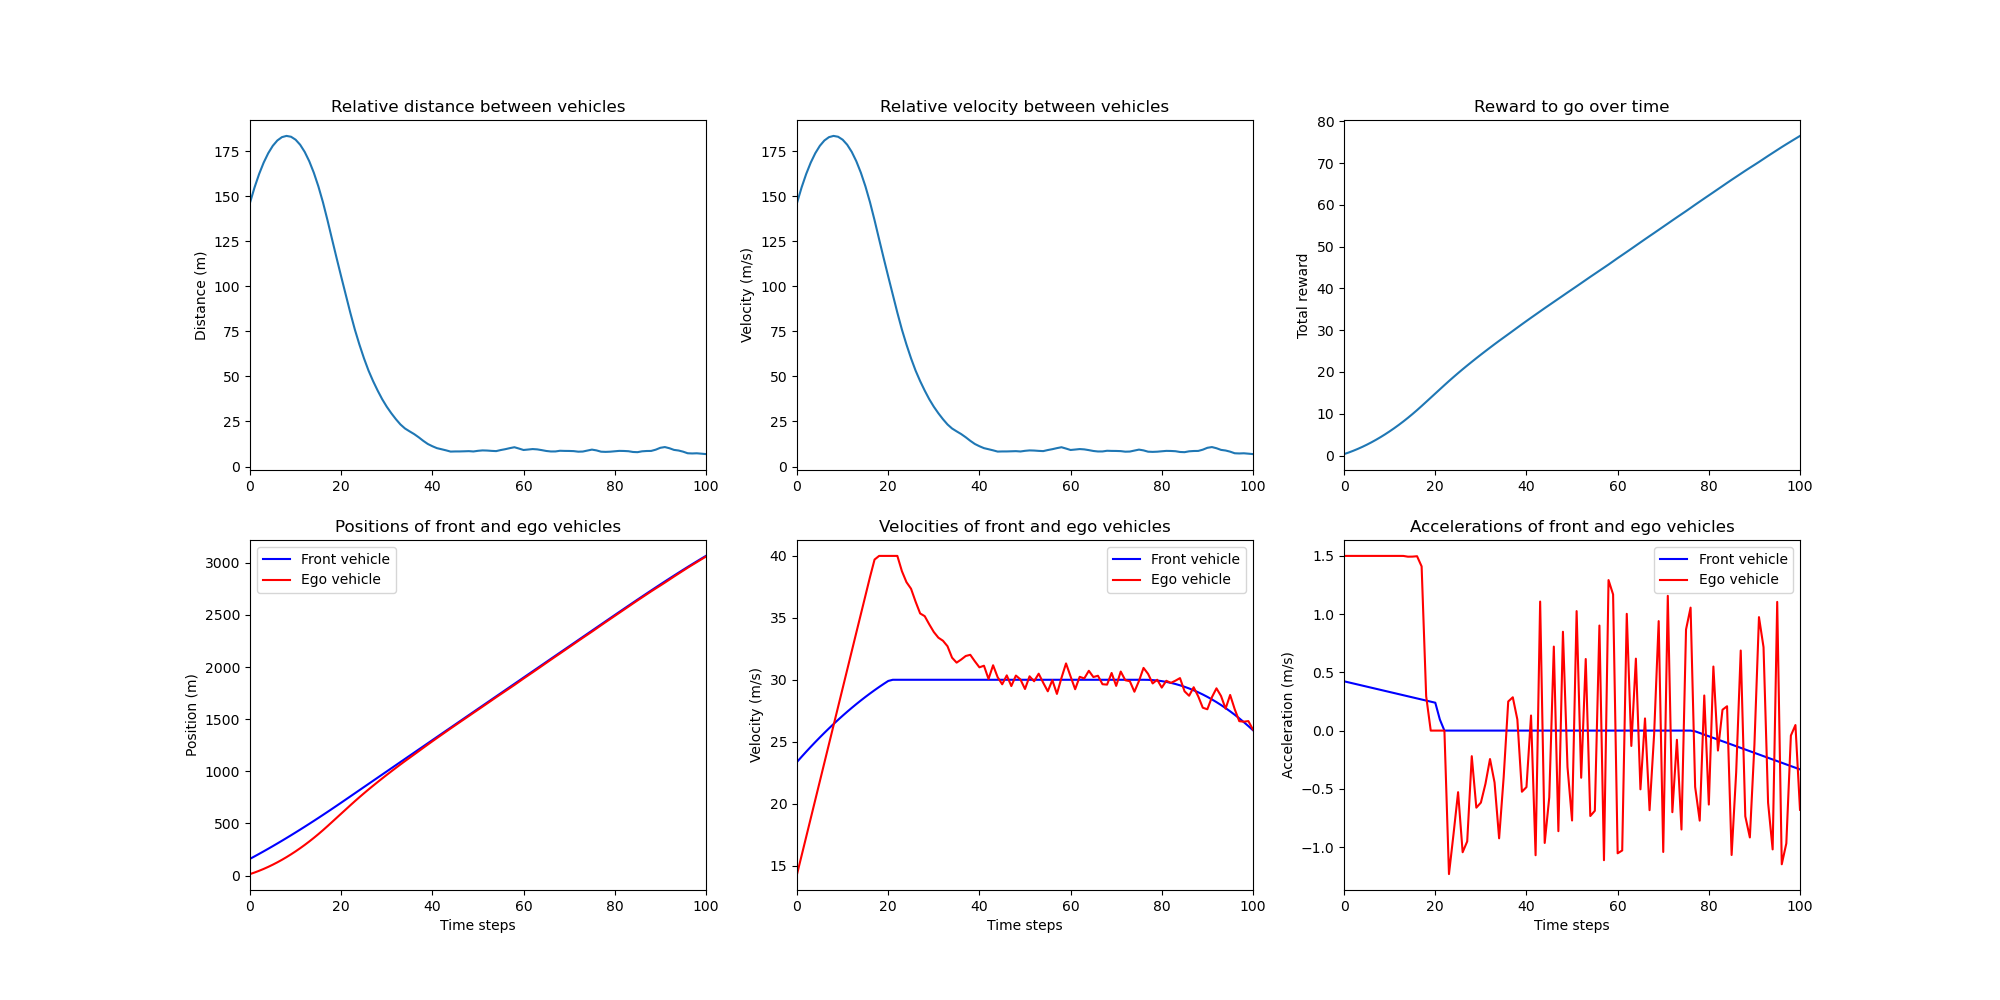 Relative distance between vehicles
Distance (m)
175
150
125
100
75
50
25
0
0 20 40 60 80 100
Relative velocity between vehicles
Velocity (m/s)
175
150
125
100
75
50
25
0
0 20 40 60 80 100
Reward to go over time
Total reward
80
70
60
50
40
30
20
10
0
0 20 40 60 80 100
Positions of front and ego vehicles
Front vehicle
Ego vehicle
Position (m)
3000
2500
2000
1500
1000
500
0
0 20 40 60 80 100
Time steps
Velocities of front and ego vehicles
Front vehicle
Ego vehicle
Velocity (m/s)
40
35
30
25
20
15
0 20 40 60 80 100
Time steps
Accelerations of front and ego vehicles
Front vehicle
Ego vehicle
Acceleration (m/s)
1.5
1.0
0.5
0.0
−0.5
−1.0
0 20 40 60 80 100
Time steps